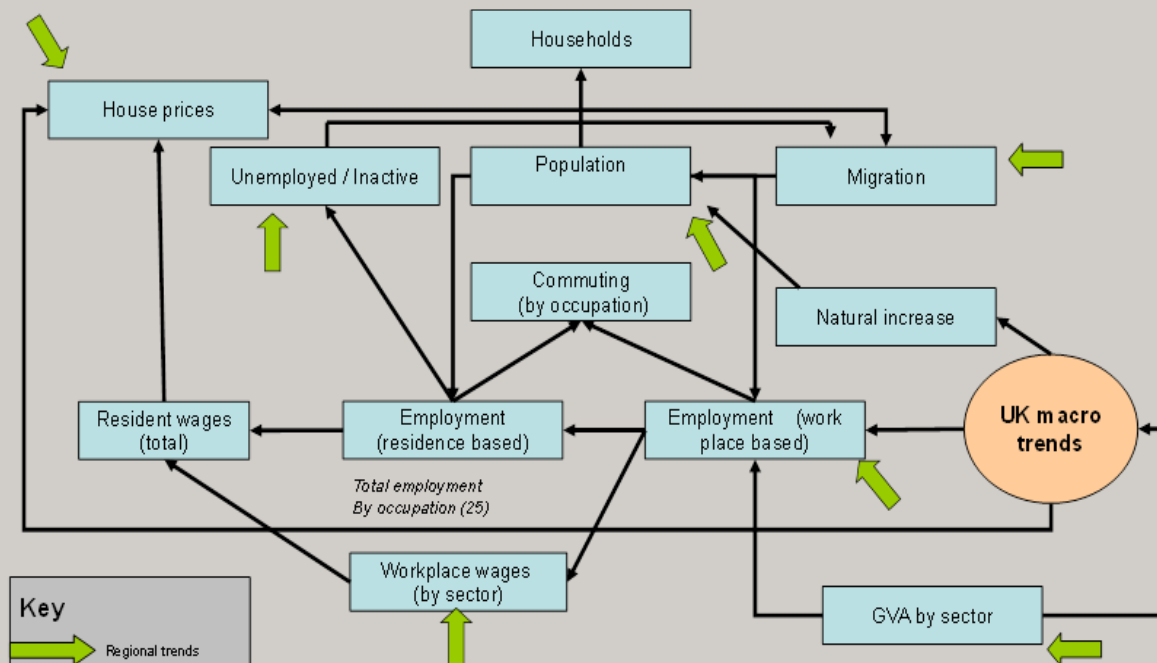 Households
House prices
Unemployed / Inactive
Population
Migration
Commuting
(by occupation)
Natural increase
Resident wages
(total)
Employment
(residence based)
Employment (work
place based)
UK macro
trends
Total employment
By occupation (25)
Workplace wages
(by sector)
GVA by sector
Key
Regional trends